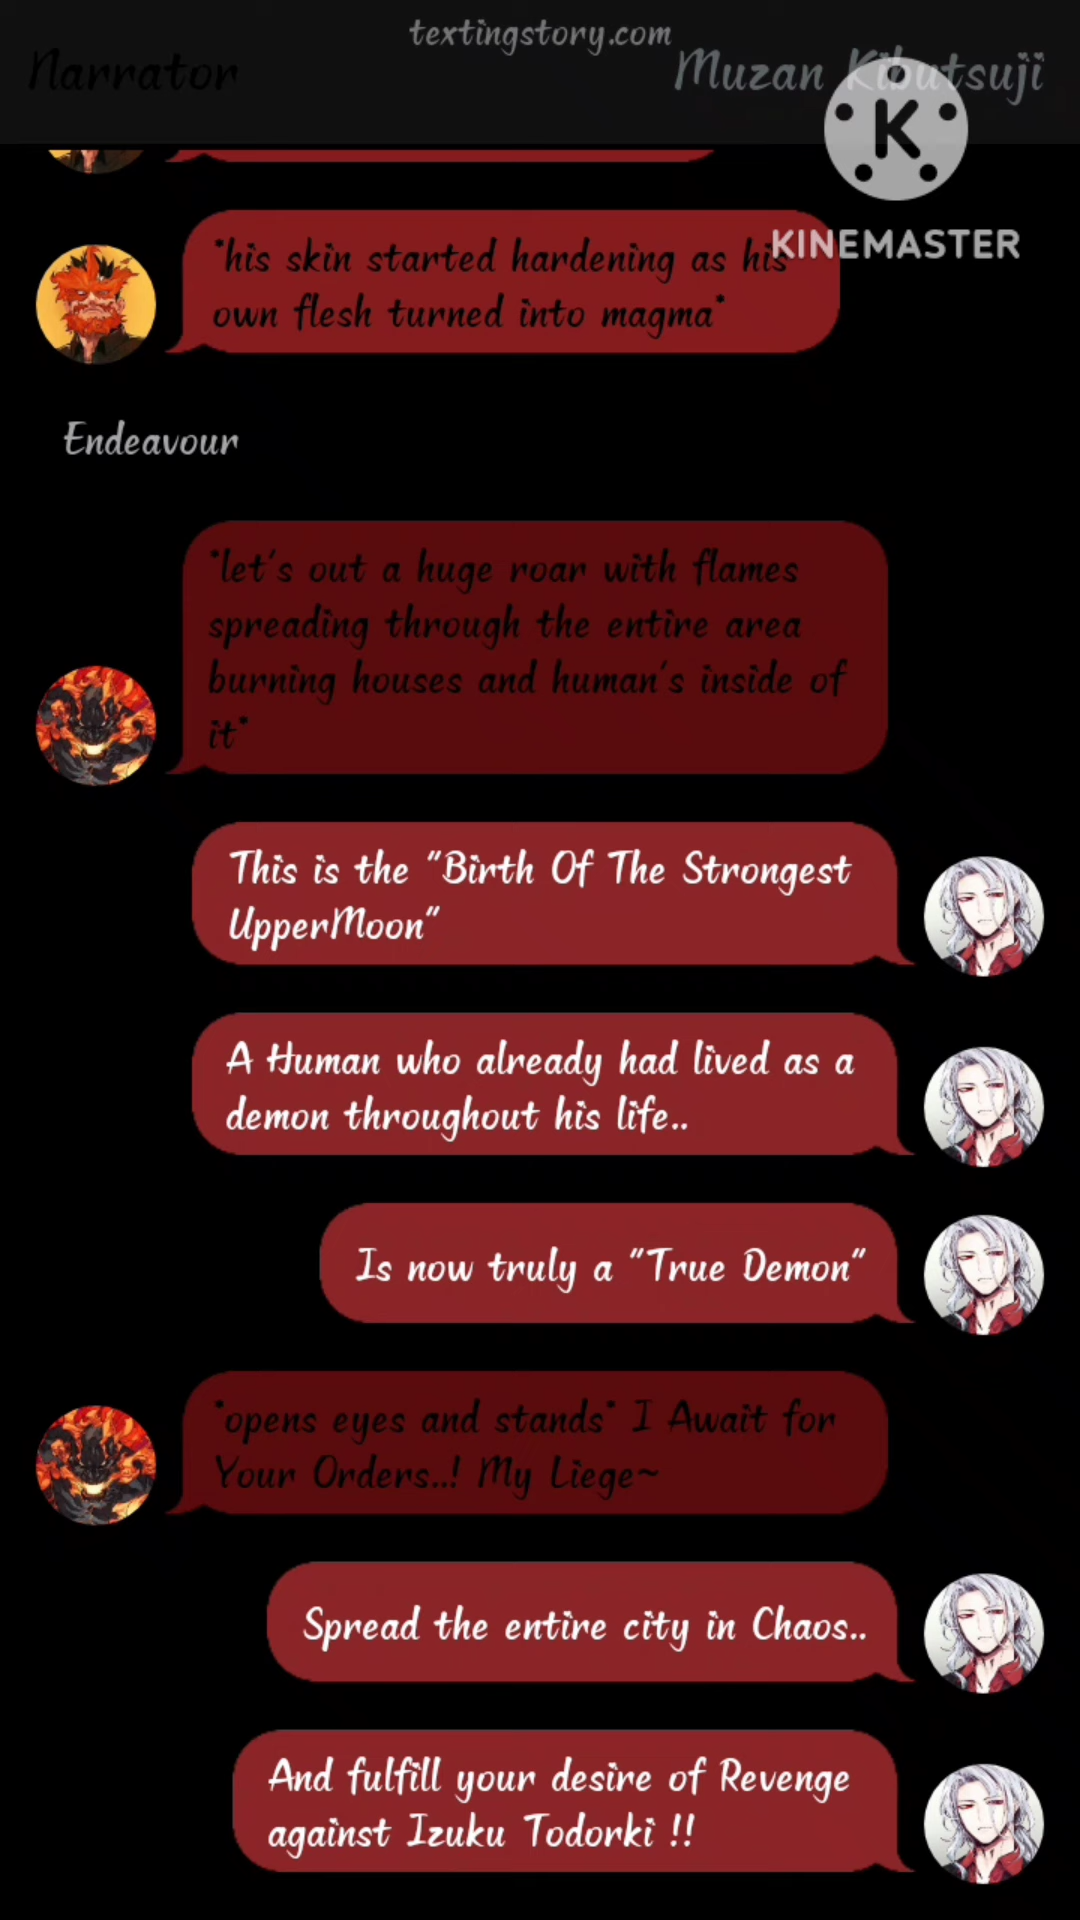 textingstory.com
Narrator
Muzan Kibutsuji
K
KINEMASTER
*his skin started hardening as his
own flesh turned into magma*
Endeavour
*let's out a huge roar with flames
spreading through the entire area
burning houses and human's inside of
it*
This is the "Birth Of The Strongest
UpperMoon"
A Human who already had lived as a
demon throughout his life..
Is now truly a "True Demon"
*opens eyes and stands* I Await for
Your Orders..! My Liege~
Spread the entire city in Chaos..
And fulfill your desire of Revenge
against Izuku Todorki !!